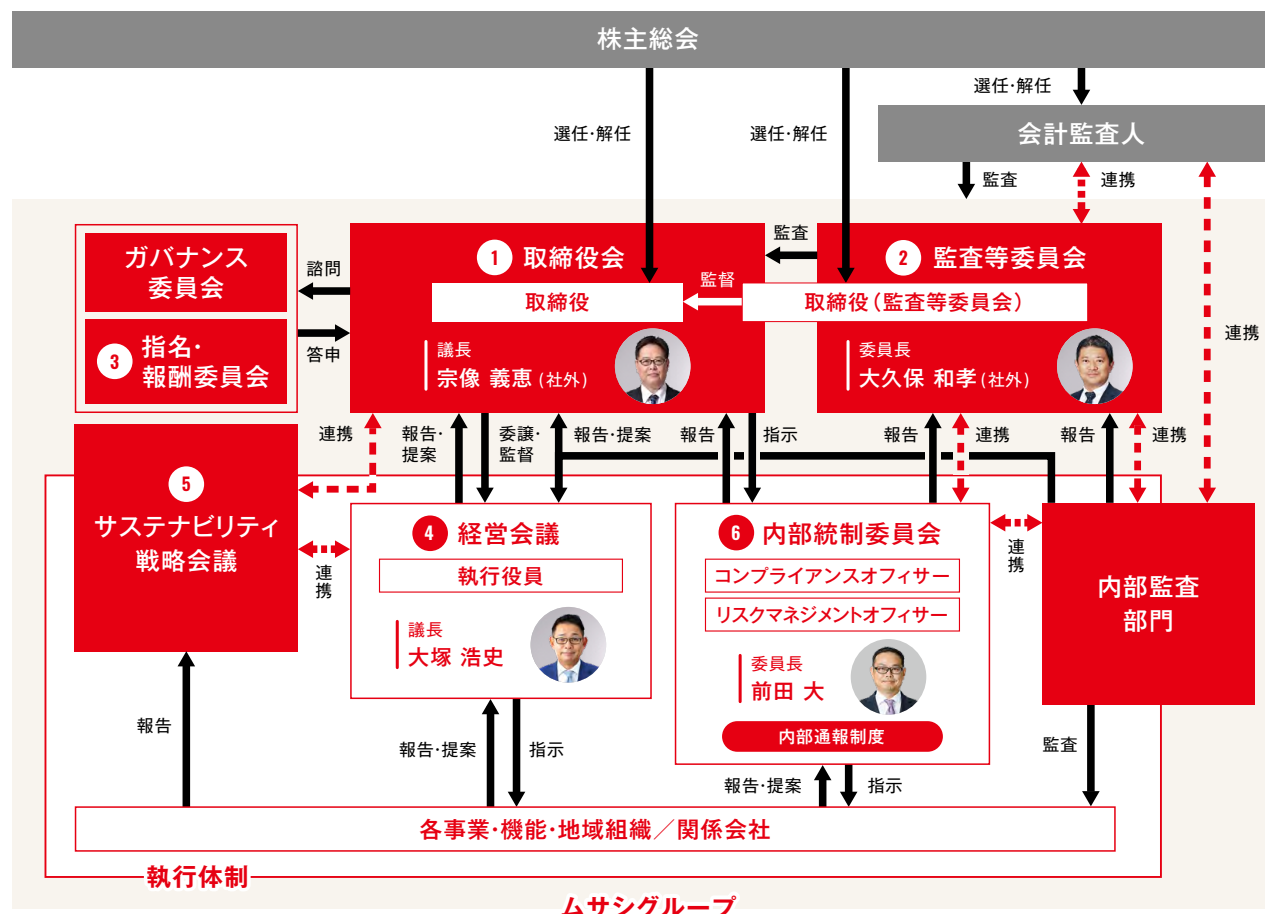 株主総会
選任・解任
選任・解任
選任・解任
会計監査人
監査
連携
連携
ガバナンス
委員会
3 指名・
報酬委員会
諮問
答申
1 取締役会
取締役
議長
宗像 義恵(社外)
監査
監督
2 監査等委員会
取締役(監査等委員会)
委員長
大久保 和孝(社外)
連携
報告・
提案
委譲・
監督
報告・提案
報告
指示
報告
連携
報告
連携
5
サステナビリティ
戦略会議
連
携
4 経営会議
執行役員
議長
大塚 浩史
6 内部統制委員会
コンプライアンスオフィサー
リスクマネジメントオフィサー
委員長
前田 大
内部通報制度
連
携
内部監査
部門
報告
報告・提案
指示
報告・提案
指示
監査
各事業・機能・地域組織／関係会社
執行体制
ムサシグループ